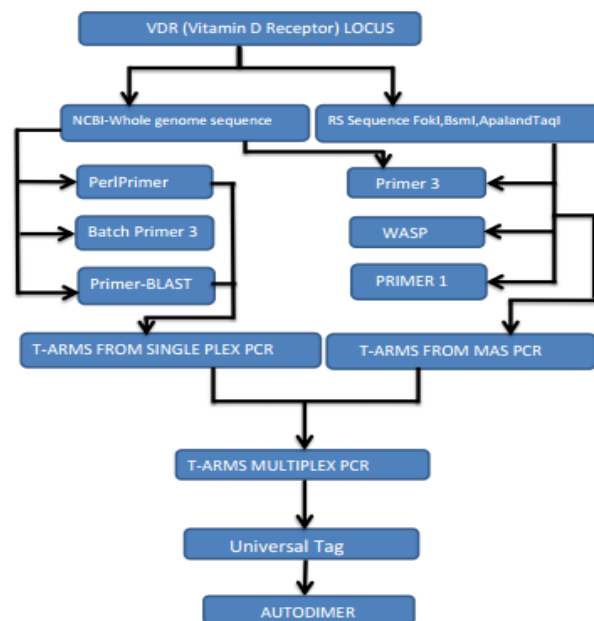 VDR (Vitamin D Receptor) LOCUS
NCBI-Whole genome sequence
RS Sequence FokI,BsmI,ApaIandTaqI
PerlPrimer
Primer 3
Batch Primer 3
WASP
Primer-BLAST
PRIMER 1
T-ARMS FROM SINGLE PLEX PCR
T-ARMS FROM MAS PCR
T-ARMS MULTIPLEX PCR
Universal Tag
AUTODIMER